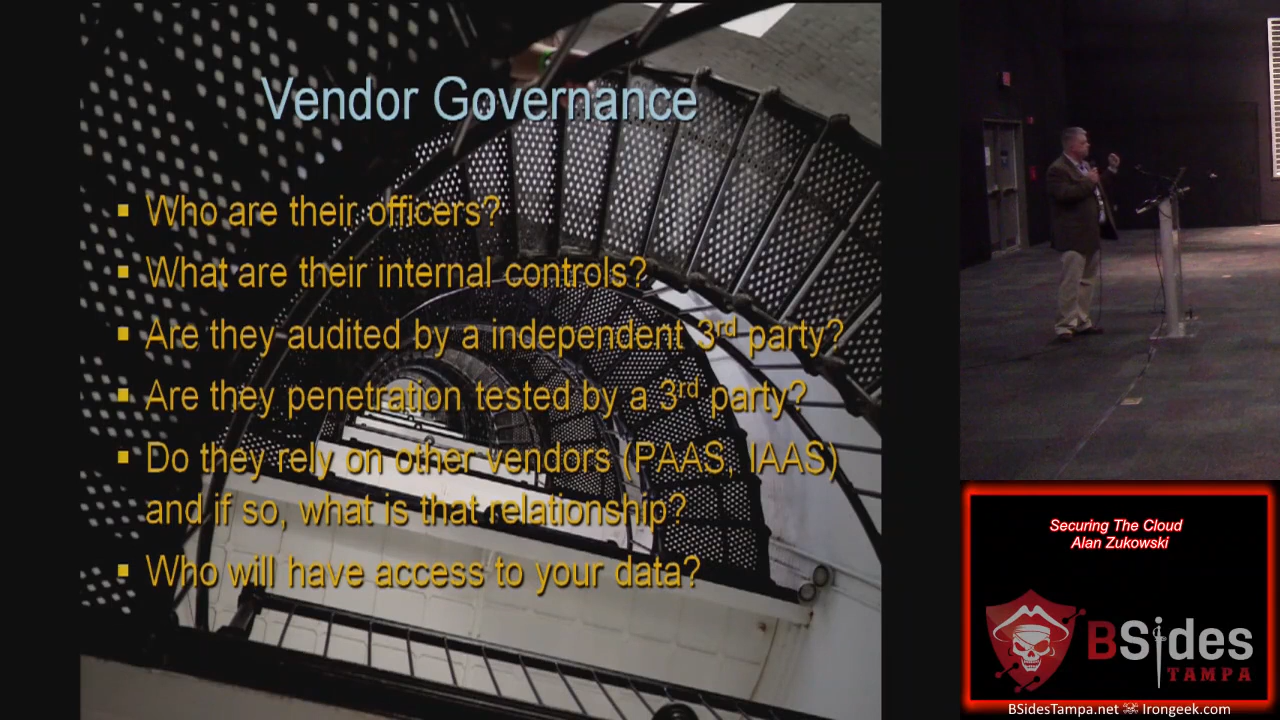 Vendor Governance
▪ Who are their officers?
▪ What are their internal controls?
▪ Are they audited by a independent 3rd party?
▪ Are they penetration tested by a 3rd party?
▪ Do they rely on other vendors (PAAS, IAAS)
and if so, what is that relationship?
▪ Who will have access to your data?
Securing The Cloud
Alan Zukowski
BSides
TAMPA
BSidesTampa.net ☠ Irongeek.com